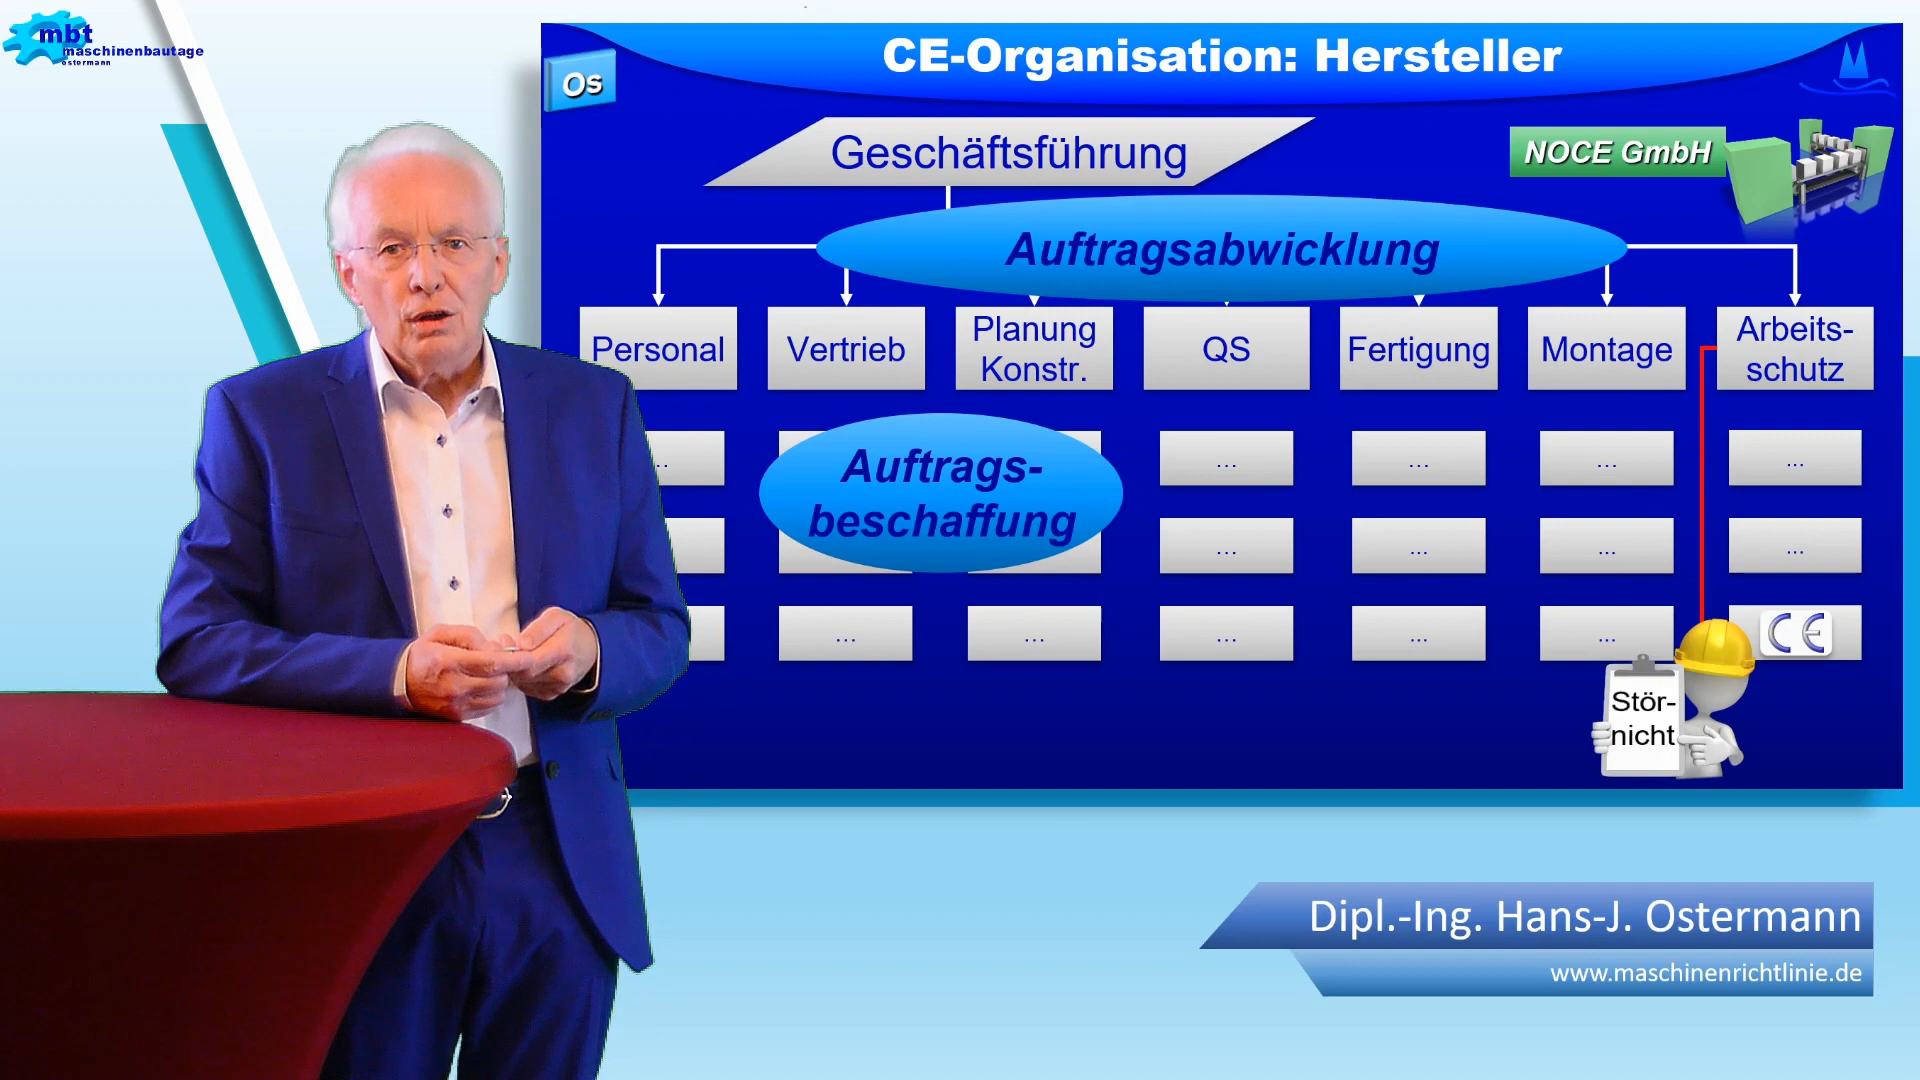 mbt
maschinenbautage
ostermann
CE-Organisation: Hersteller
Os
Geschäftsführung
NOCE GmbH
Auftragsabwicklung
Personal
Vertrieb
Planung
Konstr.
QS
Fertigung
Montage
Arbeits-
schutz
Auftrags-
beschaffung
..
...
...
...
...
...
...
...
...
...
...
...
...
...
...
CE
Stör-
nicht
Dipl.-Ing. Hans-J. Ostermann
www.maschinenrichtlinie.de